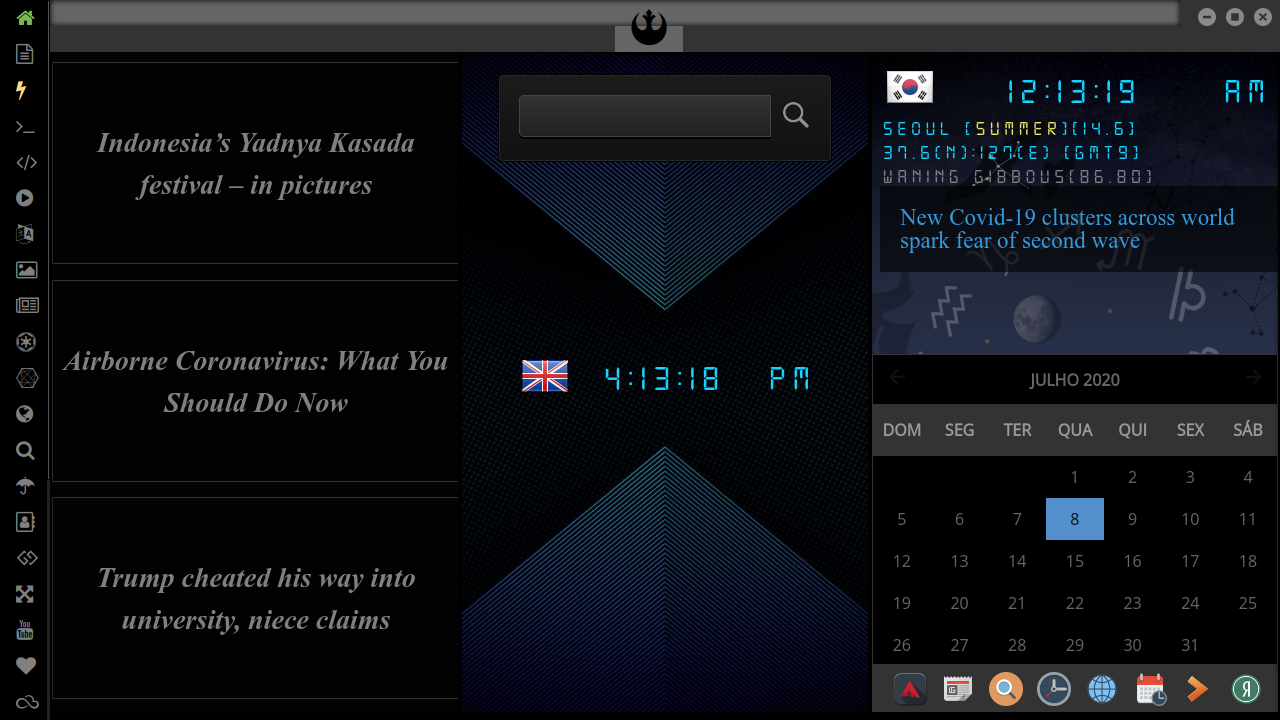 Indonesia’s Yadnya Kasada
festival – in pictures
Airborne Coronavirus: What You
Should Do Now
Trump cheated his way into
university, niece claims
4:13:18 PM
12:13:19 AM
SEOUL [SUMMER][14.6]
37.6(N):127(E) [GMT9]
WANING GIBBOUS[86.80]
New Covid-19 clusters across world
spark fear of second wave
JULHO 2020
DOM SEG TER QUA QUI SEX SÁB
1 2 3 4
5 6 7 8 9 10 11
12 13 14 15 16 17 18
19 20 21 22 23 24 25
26 27 28 29 30 31
You
Tube
Я